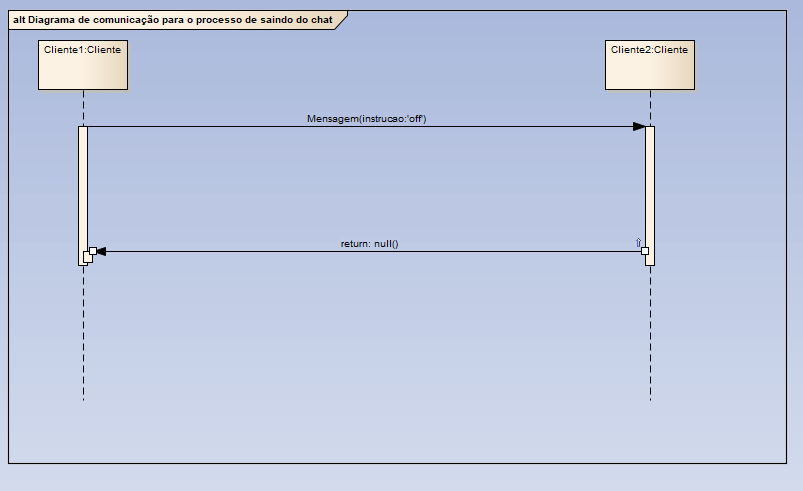 alt Diagrama de comunicação para o processo de saindo do chat
Cliente1:Cliente
Cliente2:Cliente
Mensagem(instrucao:'off')
return: null()